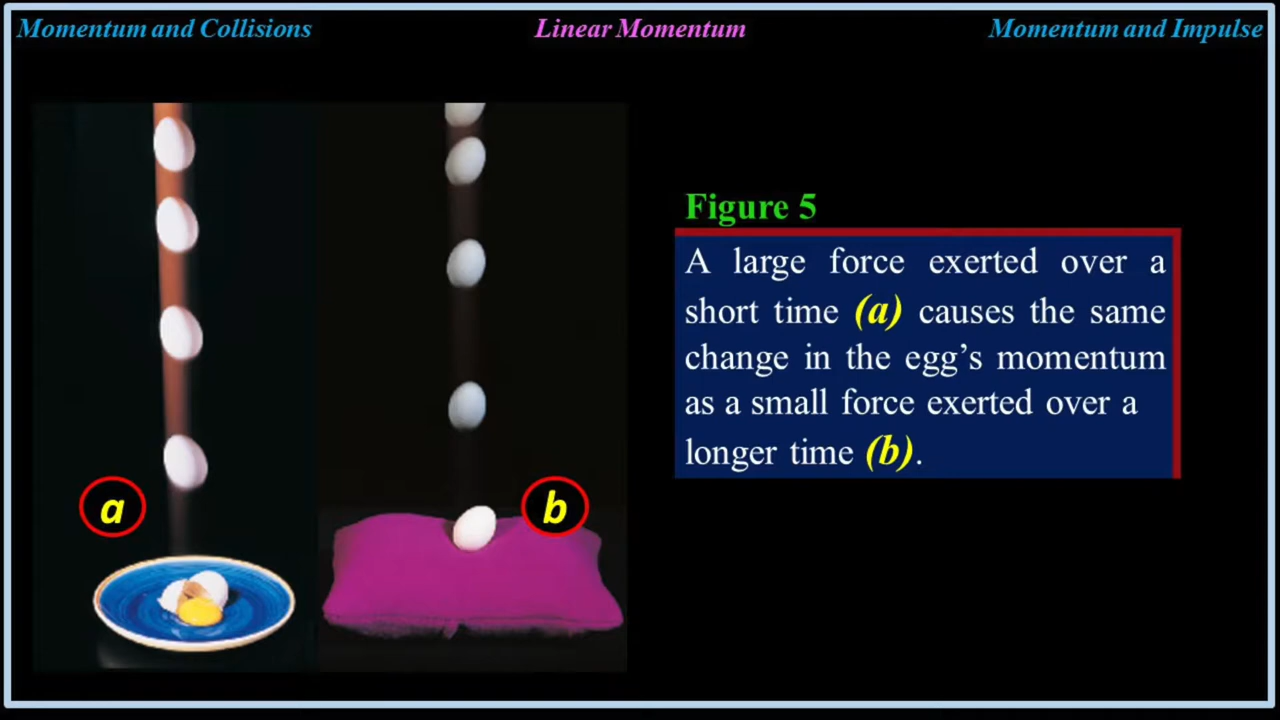 Momentum and Collisions
Linear Momentum
Momentum and Impulse
Figure 5
A large force exerted over a
short time (a) causes the same
change in the egg’s momentum
as a small force exerted over a
longer time (b).
a
b